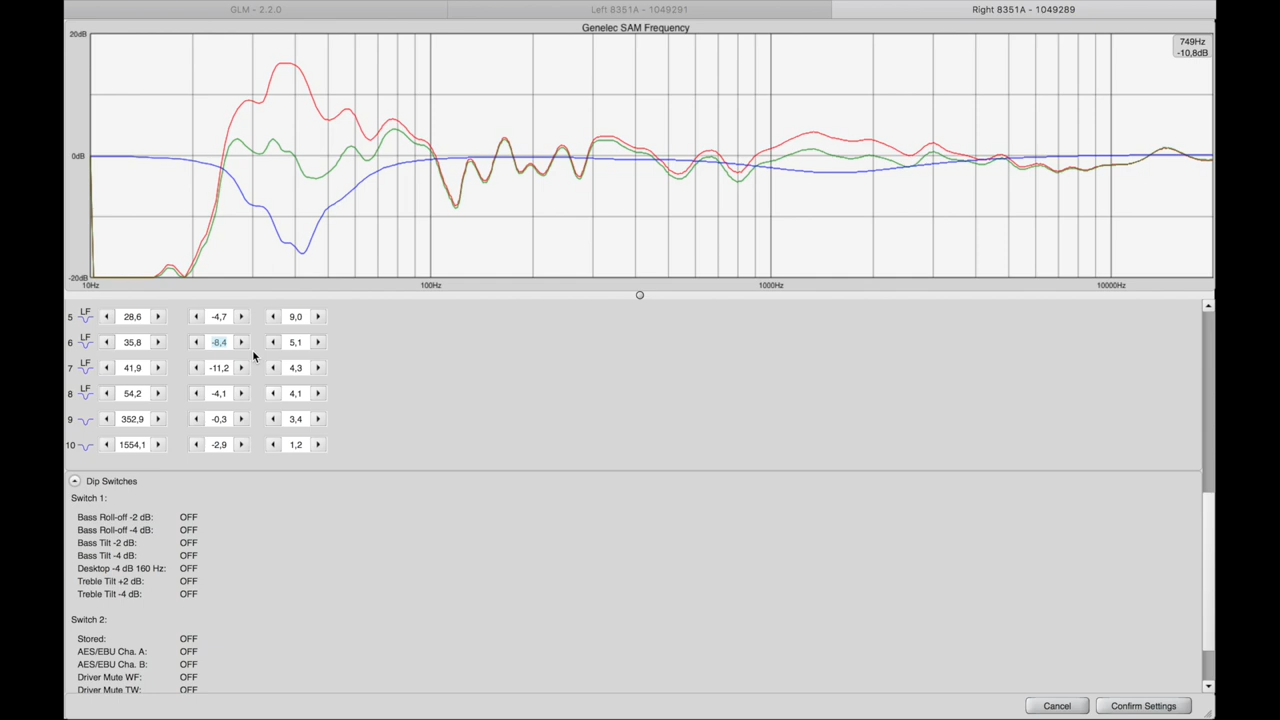 GLM - 2.2.0 Left 8351A - 1049291 Right 8351A - 1049289
Genelec SAM Frequency
20dB
749Hz
-10,8dB
0dB
-20dB
10Hz 100Hz 1000Hz 10000Hz
5 LF 28,6 -4,7 9,0
6 LF 35,8 -8,4 5,1
7 LF 41,9 -11,2 4,3
8 LF 54,2 -4,1 4,1
9 352,9 -0,3 3,4
10 1554,1 -2,9 1,2
Dip Switches
Switch 1:
Bass Roll-off -2 dB: OFF
Bass Roll-off -4 dB: OFF
Bass Tilt -2 dB: OFF
Bass Tilt -4 dB: OFF
Desktop -4 dB 160 Hz: OFF
Treble Tilt +2 dB: OFF
Treble Tilt -4 dB: OFF
Switch 2:
Stored: OFF
AES/EBU Cha. A: OFF
AES/EBU Cha. B: OFF
Driver Mute WF: OFF
Driver Mute TW: OFF
Cancel Confirm Settings